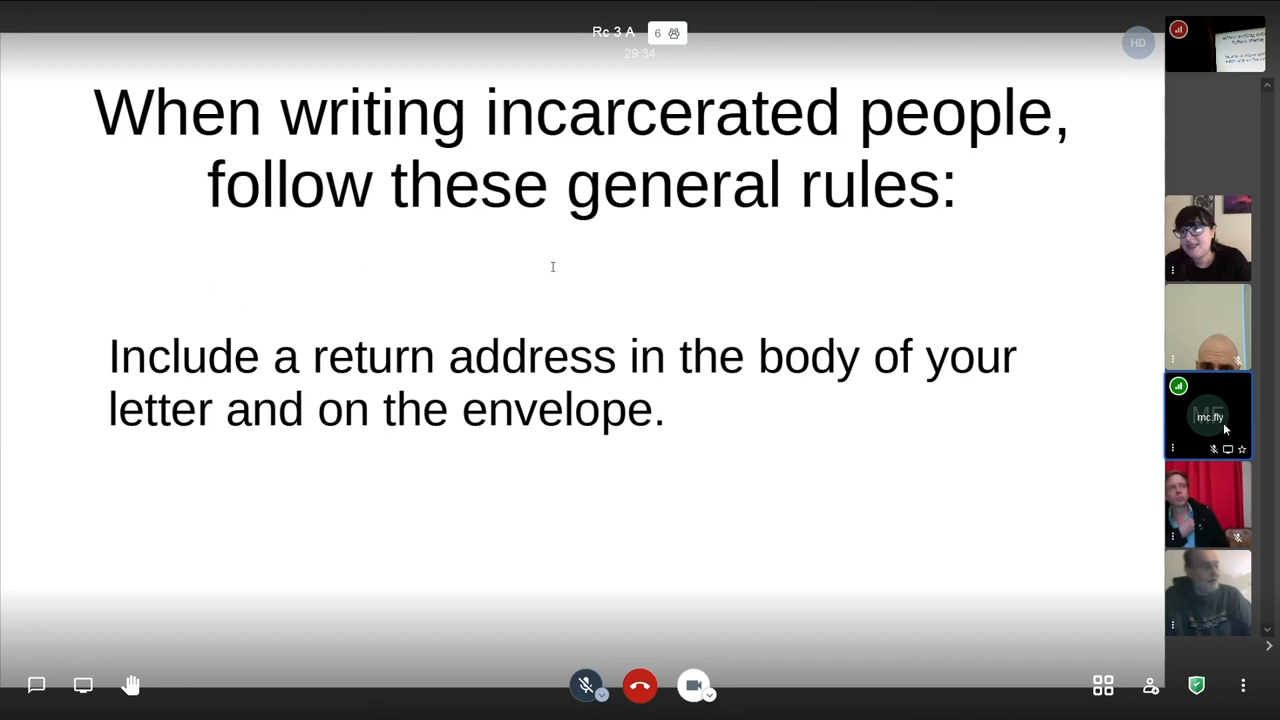 Rc 3 A
6
29:34
HD
When writing incarcerated people,
follow these general rules:
Include a return address in the body of your
letter and on the envelope.
mc.fly